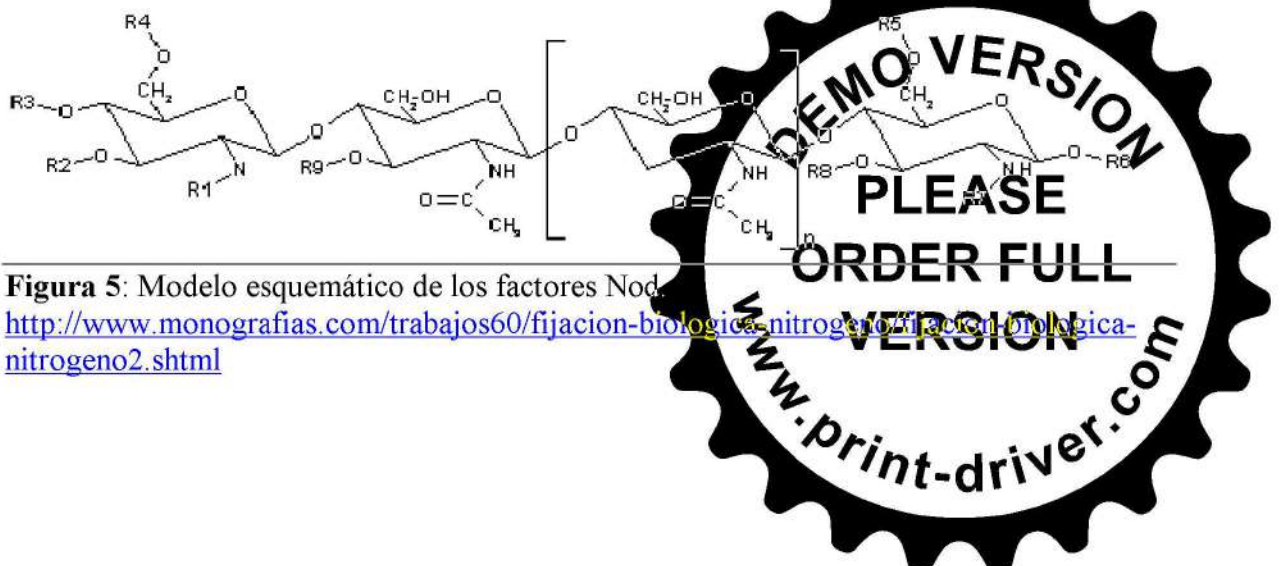 R4
R5
O
O
CH₂
CH₂
R3
O
O
CH₂OH
O
CH₂OH
O
O
R2
O
O
O
O
R9
O
R8
O
O
R6
R1
N
NH
NH
NH
O=C
O=C
CH₃
CH₃
n
DEMO VERSION
PLEASE
ORDER FULL
VERSION
www.print-driver.com
Figura 5: Modelo esquemático de los factores Nod.
http://www.monografias.com/trabajos60/fijacion-biologica-nitrogeno/fijacion-biologica-
nitrogeno2.shtml